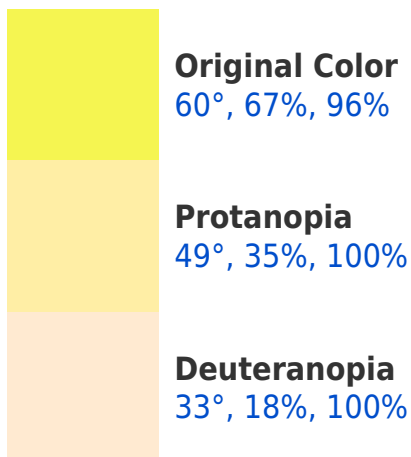 Original Color
60°, 67%, 96%
Protanopia
49°, 35%, 100%
Deuteranopia
33°, 18%, 100%